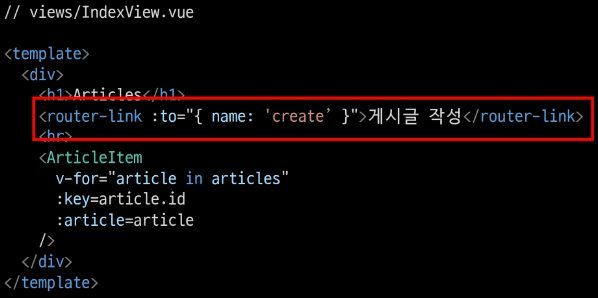 // views/IndexView.vue
<template>
<div>
<h1>Articles</h1>
<router-link :to="{ name: 'create’ }">게시글 작성</router-link>
<hr>
<ArticleItem
v-for="article in articles"
:key=article.id
:article=article
/>
</div>
</template>